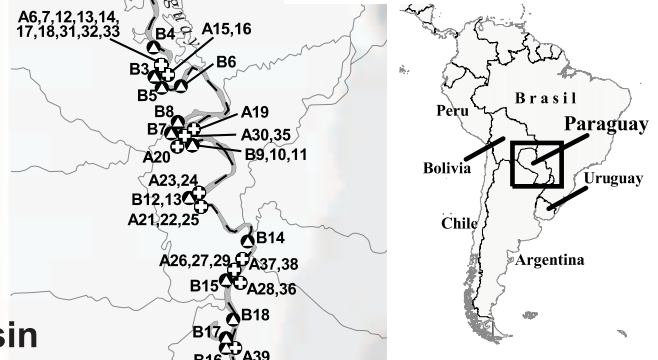 A6,7,12,13,14,
17,18,31,32,33
B4
A15,16
B3
B6
B5
B8
A19
B7
A30,35
A20
B9,10,11
A23,24
B12,13
A21,22,25
B14
A26,27,29
A37,38
B15
A28,36
B18
B17
B16
A39
sin
Brasil
Peru
Paraguay
Bolivia
Uruguay
Chile
Argentina